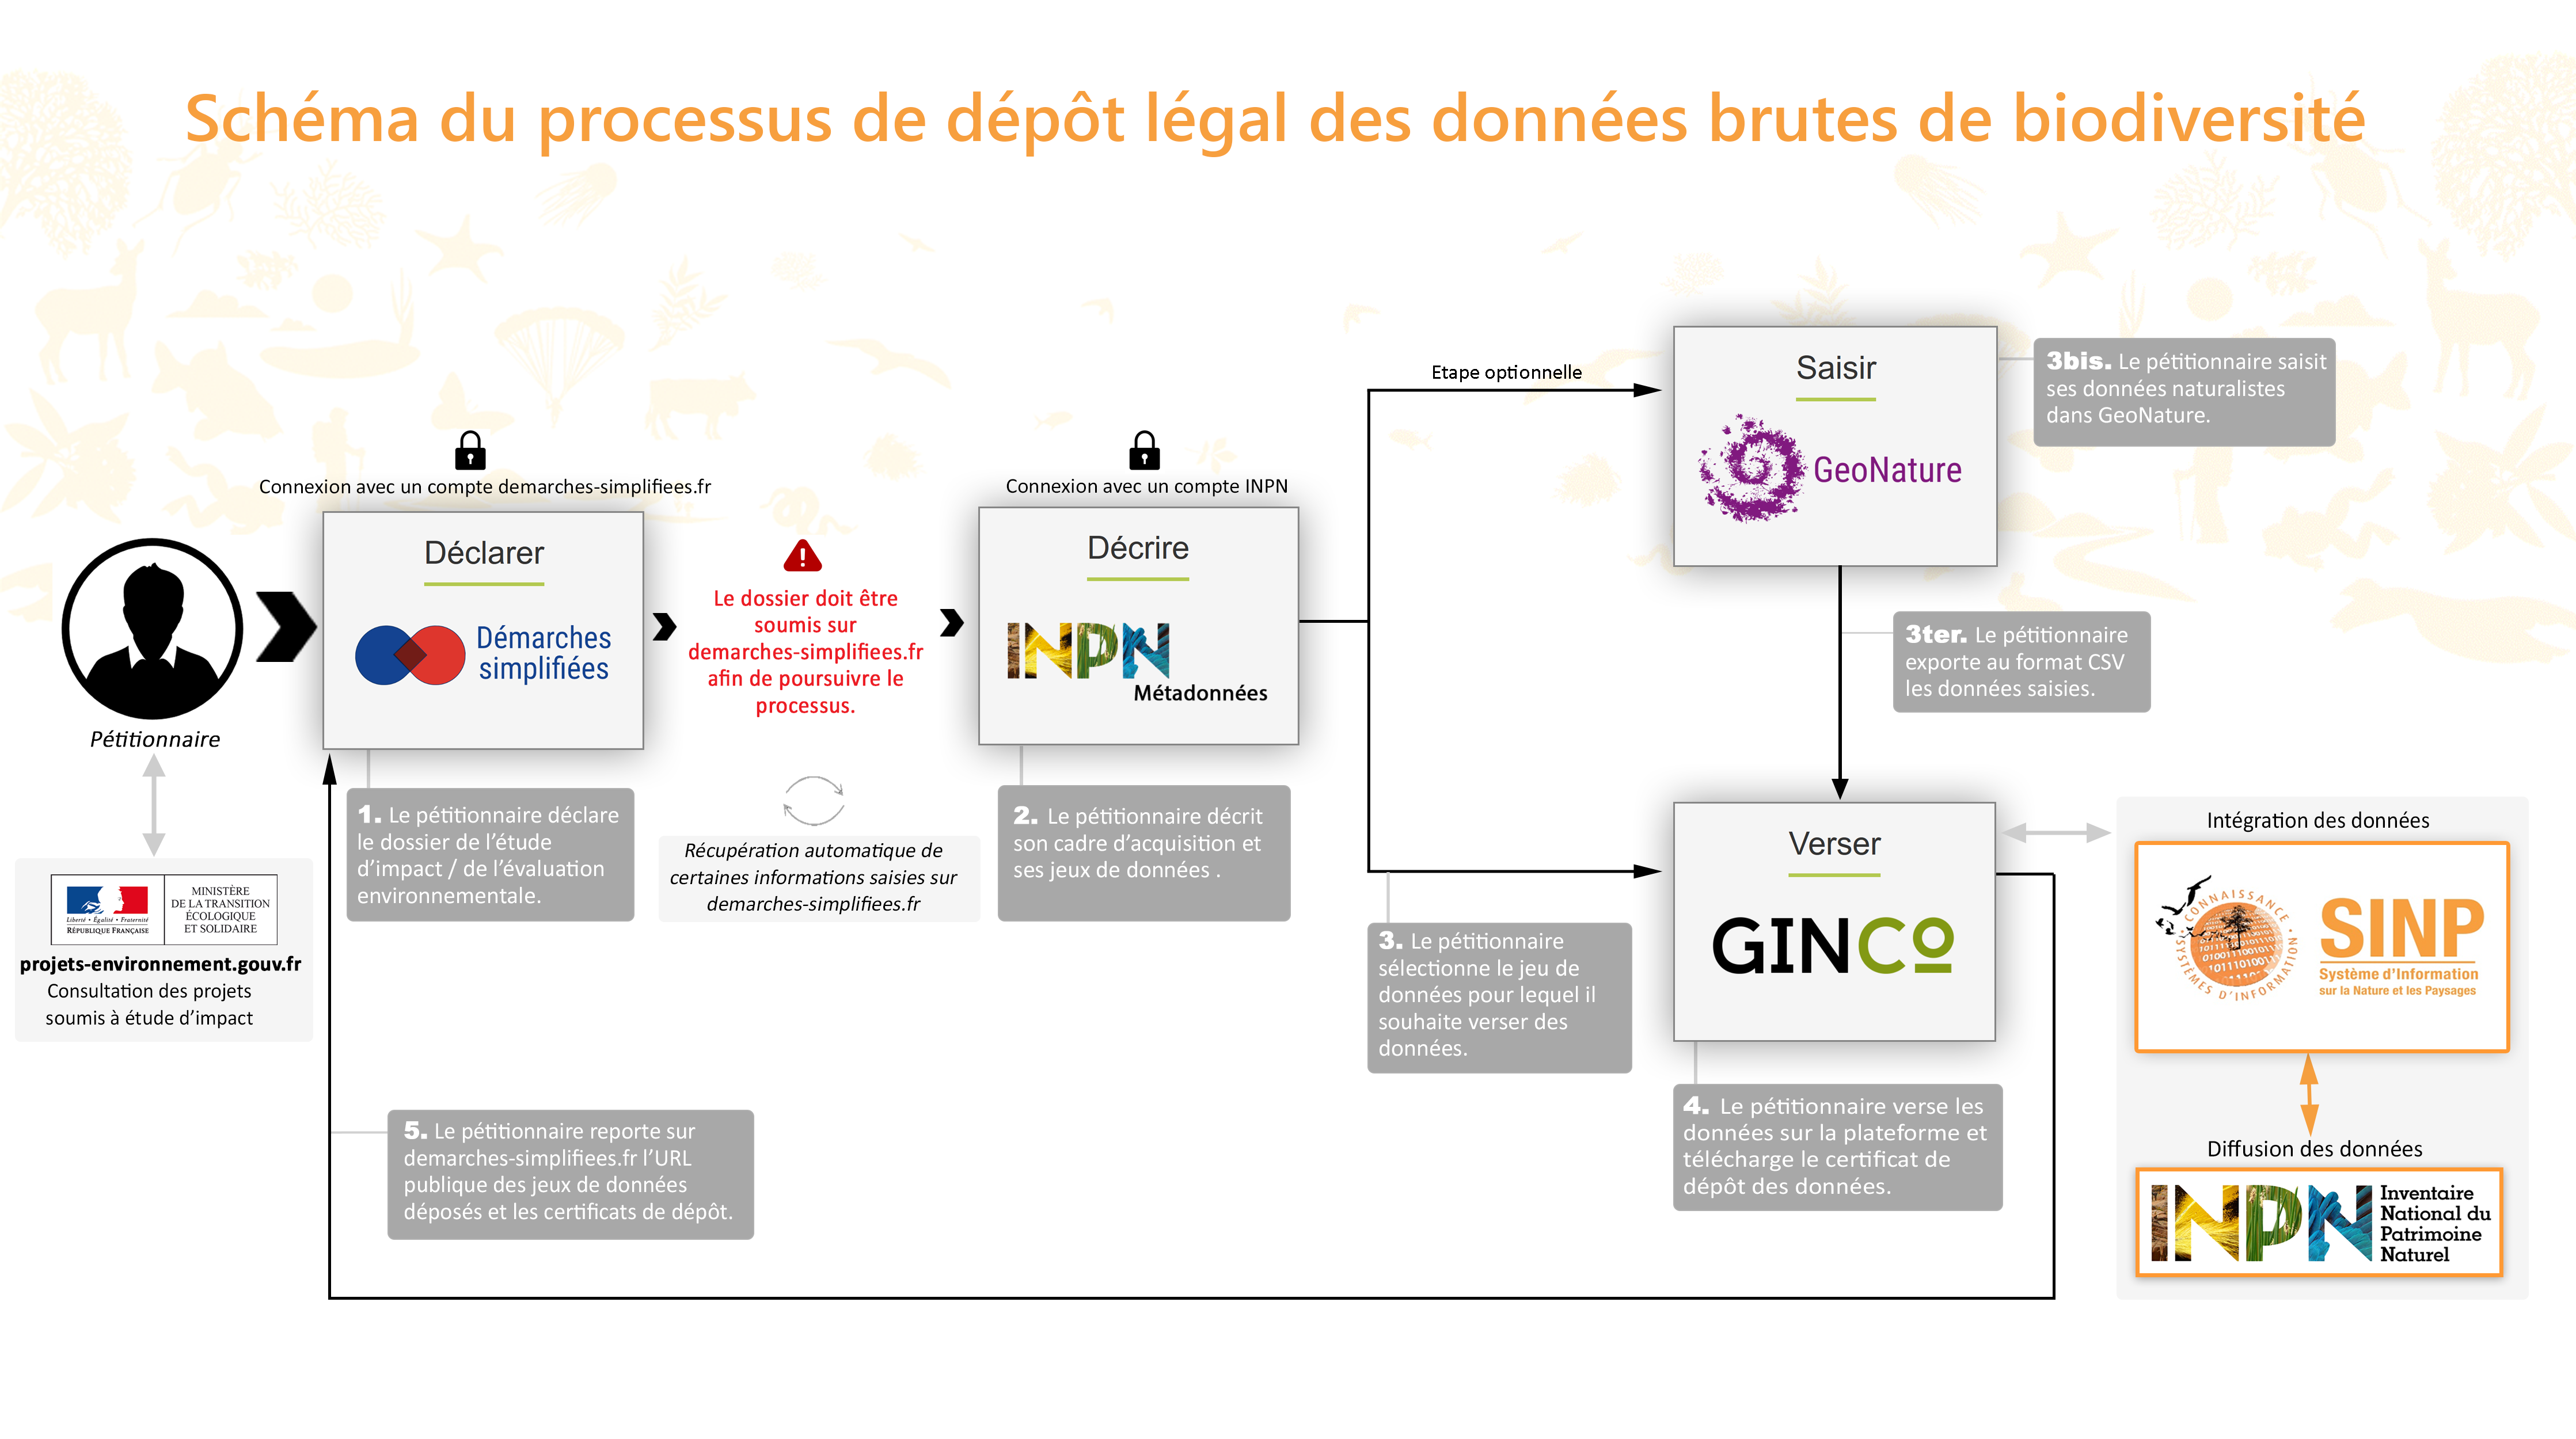 Schéma du processus de dépôt légal des données brutes de biodiversité
Connexion avec un compte demarches-simplifiees.fr
Déclarer
Démarches
simplifiées
Pétitionnaire
MINISTÈRE
DE LA TRANSITION
ÉCOLOGIQUE
ET SOLIDAIRE
Liberté • Égalité • Fraternité
RÉPUBLIQUE FRANÇAISE
projets-environnement.gouv.fr
Consultation des projets
soumis à étude d'impact
1. Le pétitionnaire déclare
le dossier de l'étude
d'impact / de l'évaluation
environnementale.
Le dossier doit être
soumis sur
demarches-simplifiees.fr
afin de poursuivre le
processus.
Récupération automatique de
certaines informations saisies sur
demarches-simplifiees.fr
Connexion avec un compte INPN
Décrire
INPN
Métadonnées
2. Le pétitionnaire décrit
son cadre d'acquisition et
ses jeux de données .
Etape optionnelle
Saisir
GeoNature
3bis. Le pétitionnaire saisit
ses données naturalistes
dans GeoNature.
3ter. Le pétitionnaire
exporte au format CSV
les données saisies.
3. Le pétitionnaire
sélectionne le jeu de
données pour lequel il
souhaite verser des
données.
Verser
GINCO
4. Le pétitionnaire verse les
données sur la plateforme et
télécharge le certificat de
dépôt des données.
5. Le pétitionnaire reporte sur
demarches-simplifiees.fr l'URL
publique des jeux de données
déposés et les certificats de dépôt.
Intégration des données
CONNAISSANCE • SYSTÈMES D'INFORMATION •
SINP
Système d'Information
sur la Nature et les Paysages
Diffusion des données
INPN
Inventaire
National du
Patrimoine
Naturel